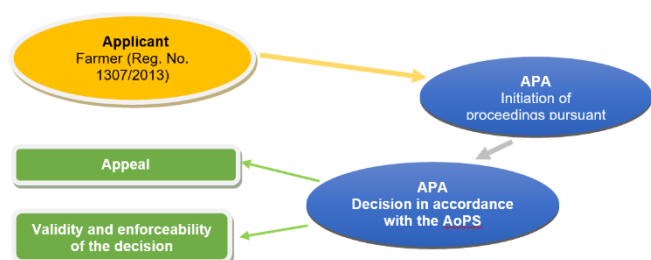 Applicant
Farmer (Reg. No.
1307/2013)
APA
Initiation of
proceedings pursuant
Appeal
APA
Decision in accordance
with the AoPS
Validity and enforceability
of the decision